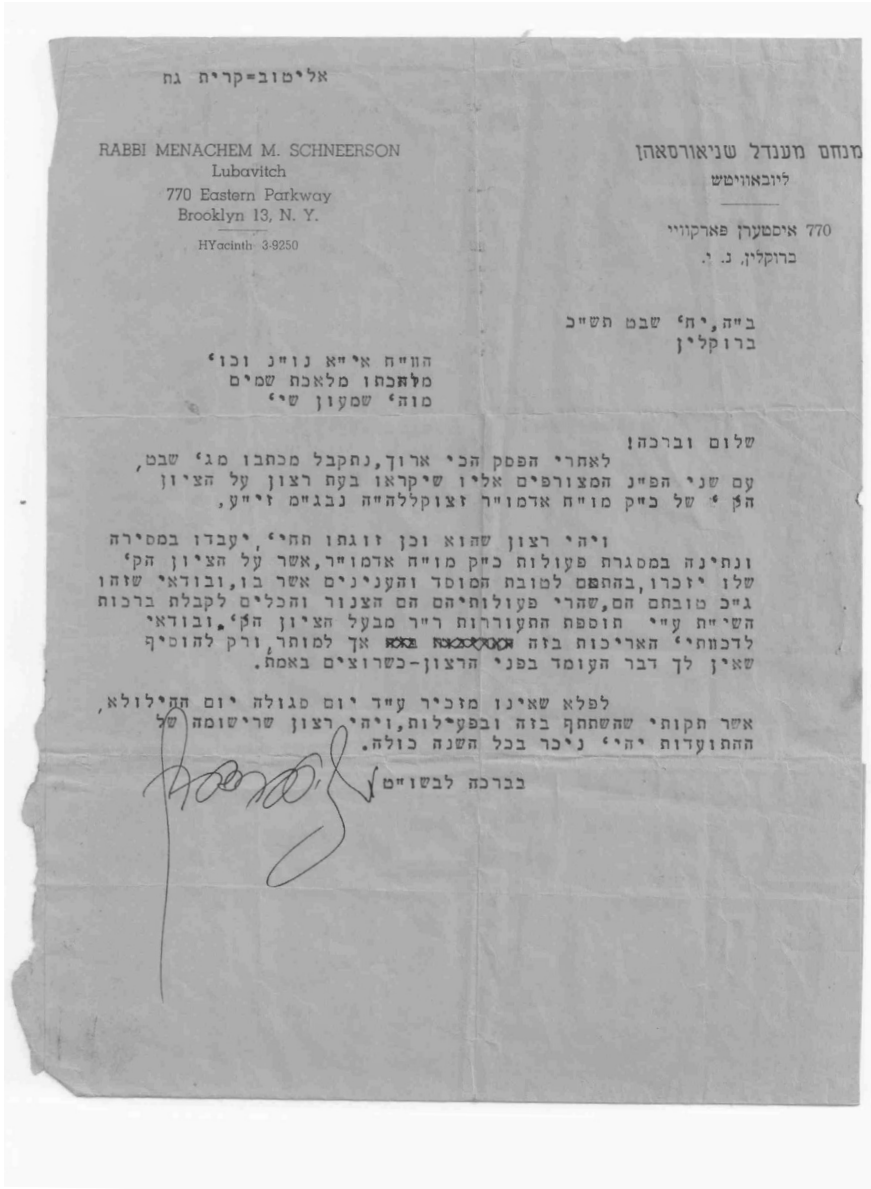 אליטוב=קרית גת
RABBI MENACHEM M. SCHNEERSON
Lubavitch
770 Eastern Parkway
Brooklyn 13, N. Y.
HYacinth 3-9250
מנחם מענדל שניאורסאהן
ליובאוויטש
770 איסטערן פארקוויי
ברוקלין, נ. י.
ב"ה, יח' שבט תש"כ
ברוקלין
הוו"ח אי"א נו"נ וכו'
מלאכתו מלאכת שמים
מוה' שמעון שי'
שלום וברכה!
לאחרי הפסק הכי ארוך, נתקבל מכתבו מג' שבט,
עם שני הפ"נ המצורפים אליו שיקראו בעת רצון על הציון
הק' של כ"ק מו"ח אדמו"ר זצוקללה"ה נבג"מ זי"ע,
ויהי רצון שהוא וכן זוגתו תחי', יעבדו במסירה
ונתינה במסגרת פעולות כ"ק מו"ח אדמו"ר, אשר על הציון הק'
שלו יזכרו, בהתאם לטובת המוסד והענינים אשר בו, ובודאי שזהו
ג"כ טובתם הם, שהרי פעולותיהם הם הצנור והכלים לקבלת ברכות
השי"ת ע"י תוספת התעוררות ר"ר מבעל הציון הק'. ובודאי
לדכוותי' האריכות בזה אך למותר, ורק להוסיף
שאין לך דבר העומד בפני הרצון-כשרוצים באמת.
לפלא שאינו מזכיר ע"ד יום סגולה יום ההילולא,
אשר תקותי שהשתתף בזה ובפעילות, ויהי רצון שרישומה של
ההתועדות יהי' ניכר בכל השנה כולה.
בברכה לבשו"ט